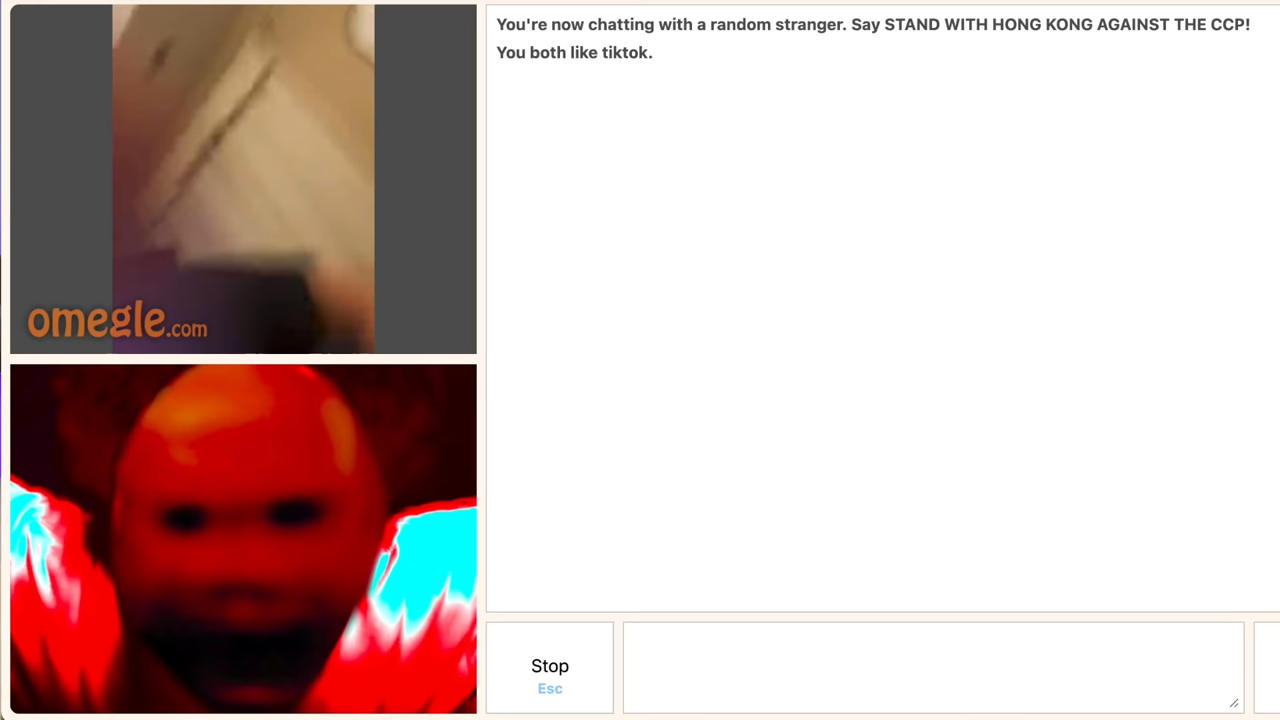 You're now chatting with a random stranger. Say STAND WITH HONG KONG AGAINST THE CCP!
You both like tiktok.
omegle.com
Stop
Esc